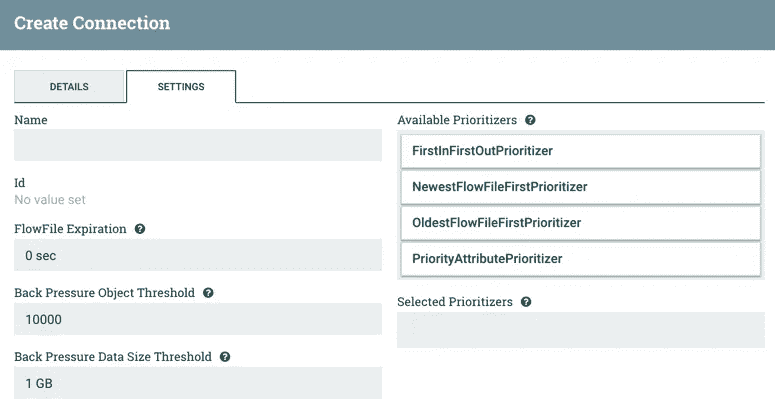 Create Connection
DETAILS
SETTINGS
Name
Id
No value set
FlowFile Expiration
0 sec
Back Pressure Object Threshold
10000
Back Pressure Data Size Threshold
1 GB
Available Prioritizers
FirstInFirstOutPrioritizer
NewestFlowFileFirstPrioritizer
OldestFlowFileFirstPrioritizer
PriorityAttributePrioritizer
Selected Prioritizers